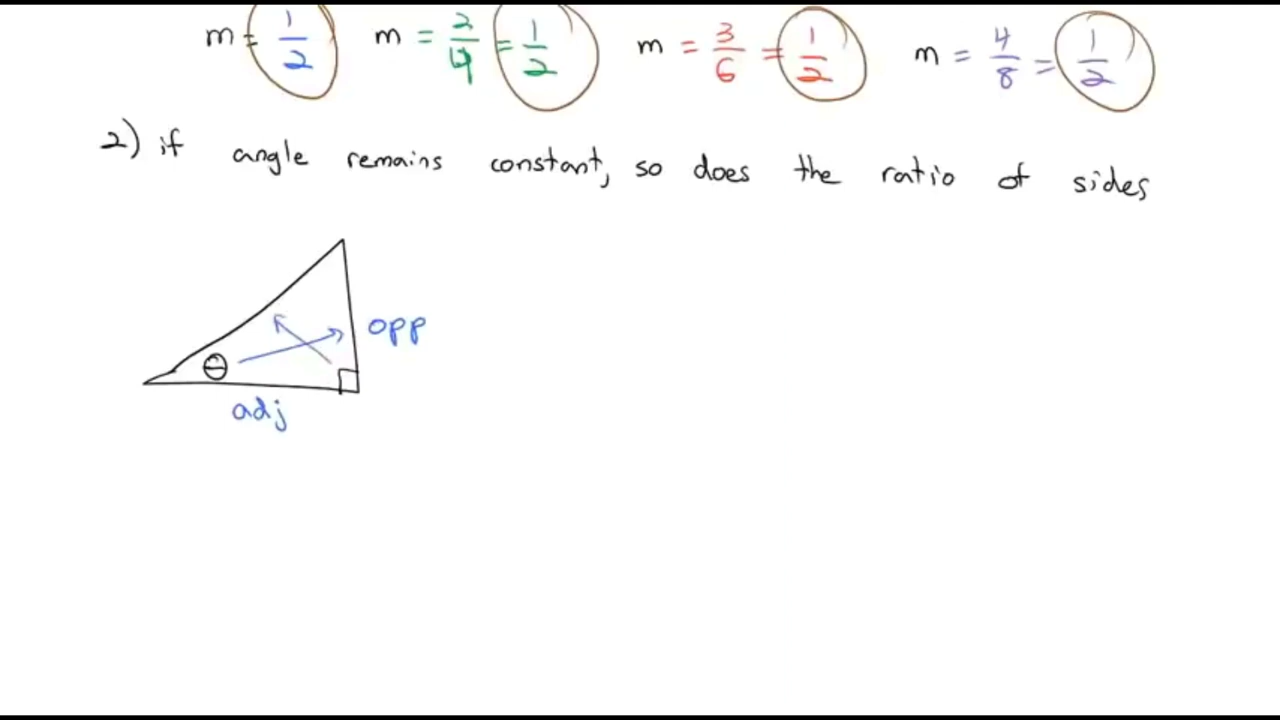 m = 1/2 m = 2/4 = 1/2 m = 3/6 = 1/2 m = 4/8 = 1/2
2) if angle remains constant, so does the ratio of sides
opp
θ
adj